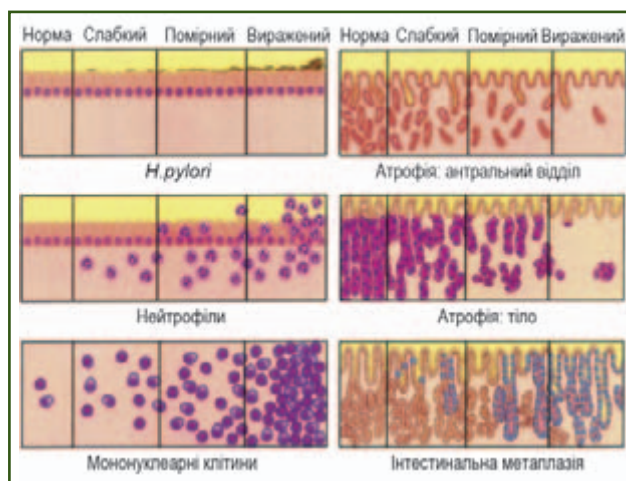 Норма Слабкий Помірний Виражений
Норма Слабкий Помірний Виражений
H.pylori
Атрофія: антральний відділ
Нейтрофіли
Атрофія: тіло
Мононуклеарні клітини
Інтестинальна метаплазія